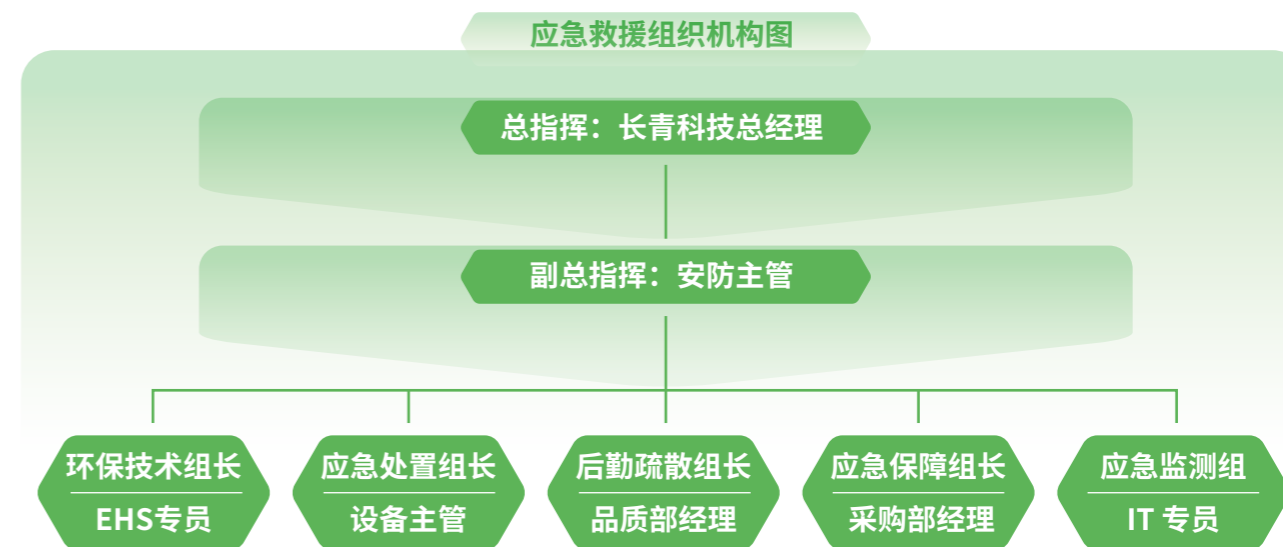 应急救援组织机构图
总指挥：长青科技总经理
副总指挥：安防主管
环保技术组长
EHS专员
应急处置组长
设备主管
后勤疏散组长
品质部经理
应急保障组长
采购部经理
应急监测组
IT 专员